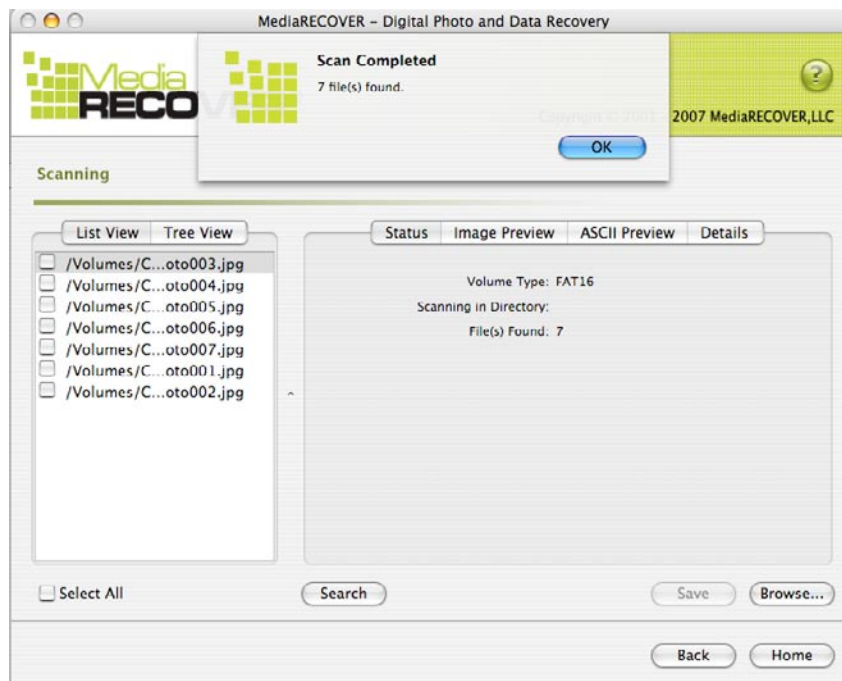 MediaRECOVER – Digital Photo and Data Recovery
Scan Completed
7 file(s) found.
OK
Media
RECOVER
?
Copyright © 2001 - 2007 MediaRECOVER,LLC
Scanning
List View Tree View
/Volumes/C...oto003.jpg
/Volumes/C...oto004.jpg
/Volumes/C...oto005.jpg
/Volumes/C...oto006.jpg
/Volumes/C...oto007.jpg
/Volumes/C...oto001.jpg
/Volumes/C...oto002.jpg
Status Image Preview ASCII Preview Details
Volume Type: FAT16
Scanning in Directory:
File(s) Found: 7
Select All
Search
Save
Browse...
Back
Home